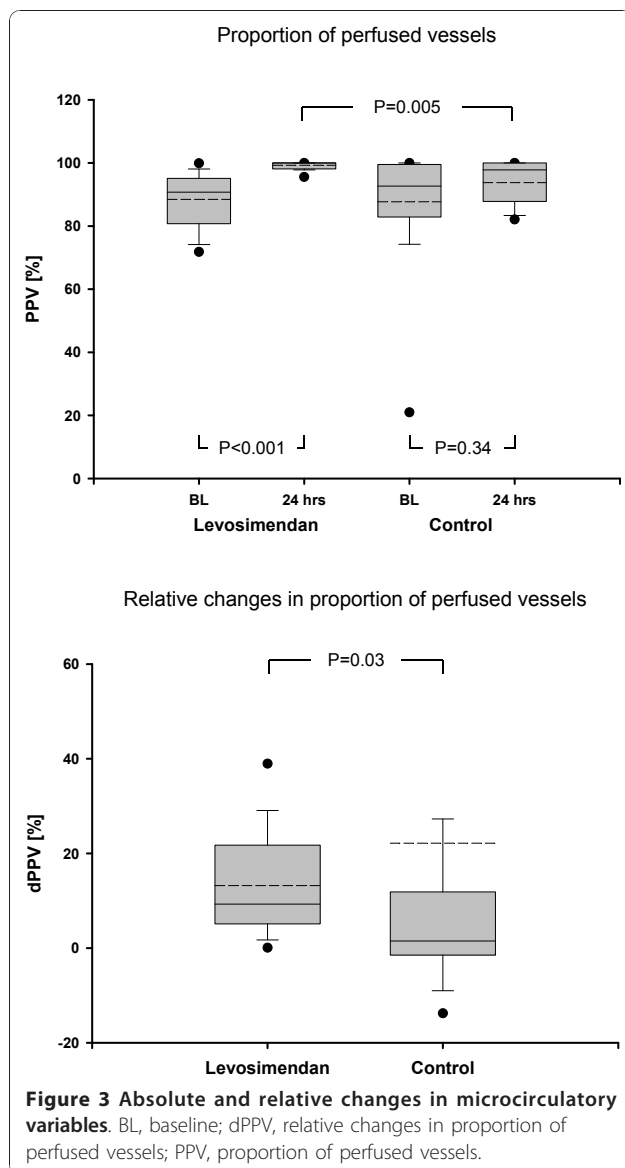 Proportion of perfused vessels
120
P=0.005
100
80
60
40
20
0
PPV [%]
P<0.001
P=0.34
BL
24 hrs
BL
24 hrs
Levosimendan
Control
Relative changes in proportion of perfused vessels
60
P=0.03
40
20
0
-20
dPPV [%]
Levosimendan
Control
Figure 3 Absolute and relative changes in microcirculatory
variables. BL, baseline; dPPV, relative changes in proportion of
perfused vessels; PPV, proportion of perfused vessels.